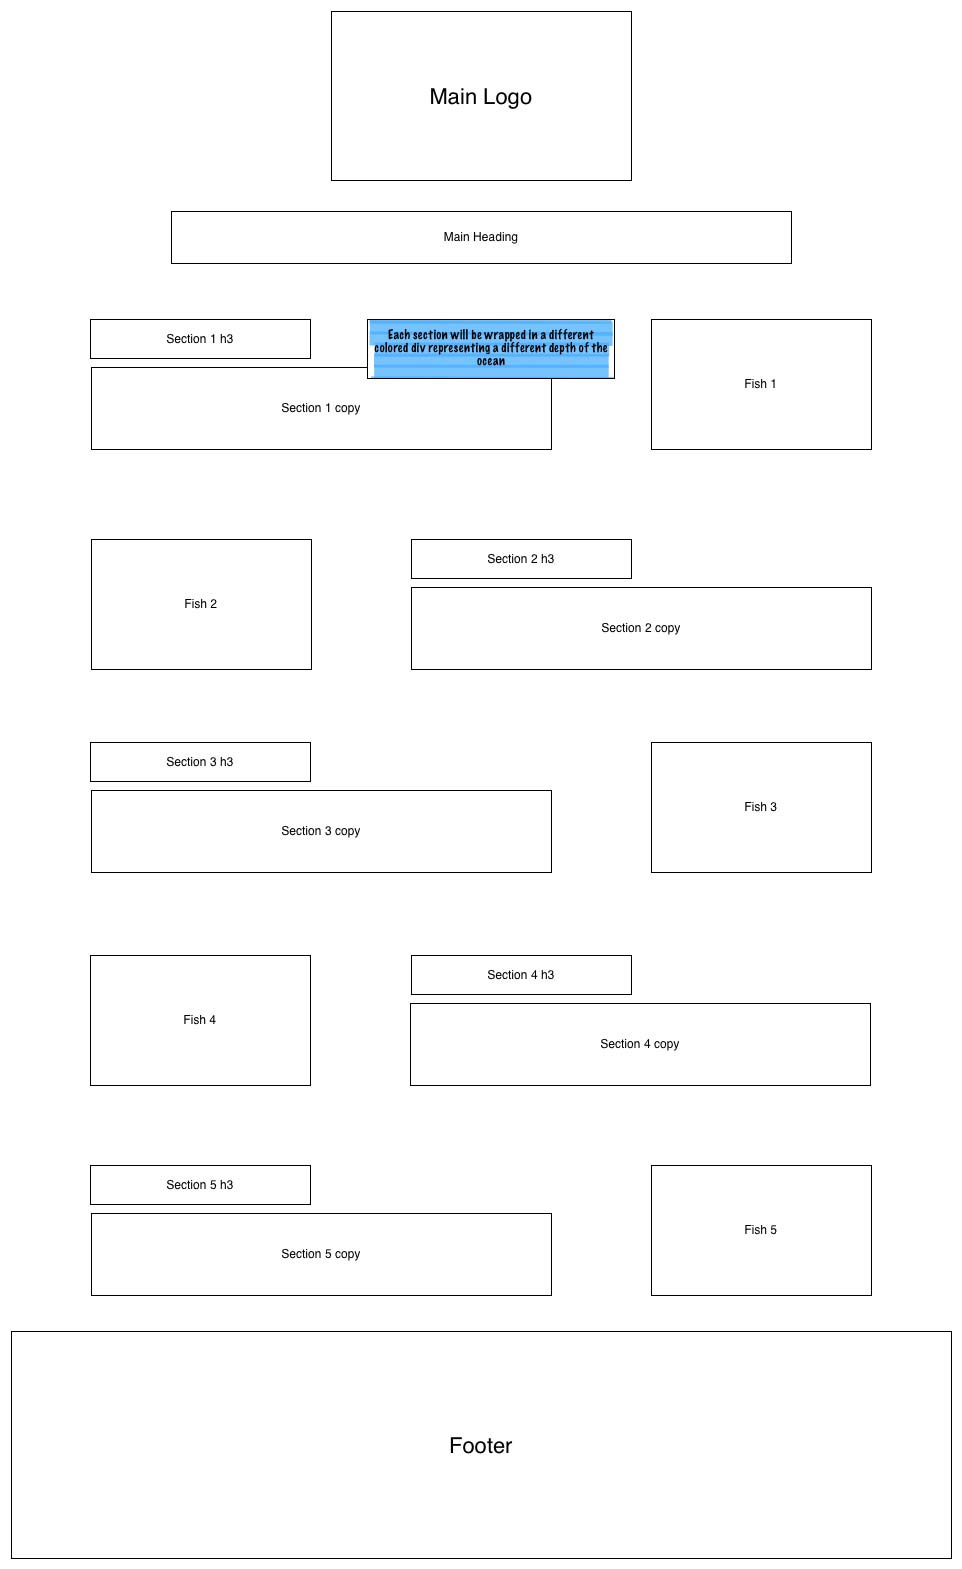 Main Logo
Main Heading
Section 1 h3
Each section will be wrapped in a different
colored div representing a different depth of the
ocean
Fish 1
Section 1 copy
Fish 2
Section 2 h3
Section 2 copy
Section 3 h3
Section 3 copy
Fish 3
Fish 4
Section 4 h3
Section 4 copy
Section 5 h3
Section 5 copy
Fish 5
Footer